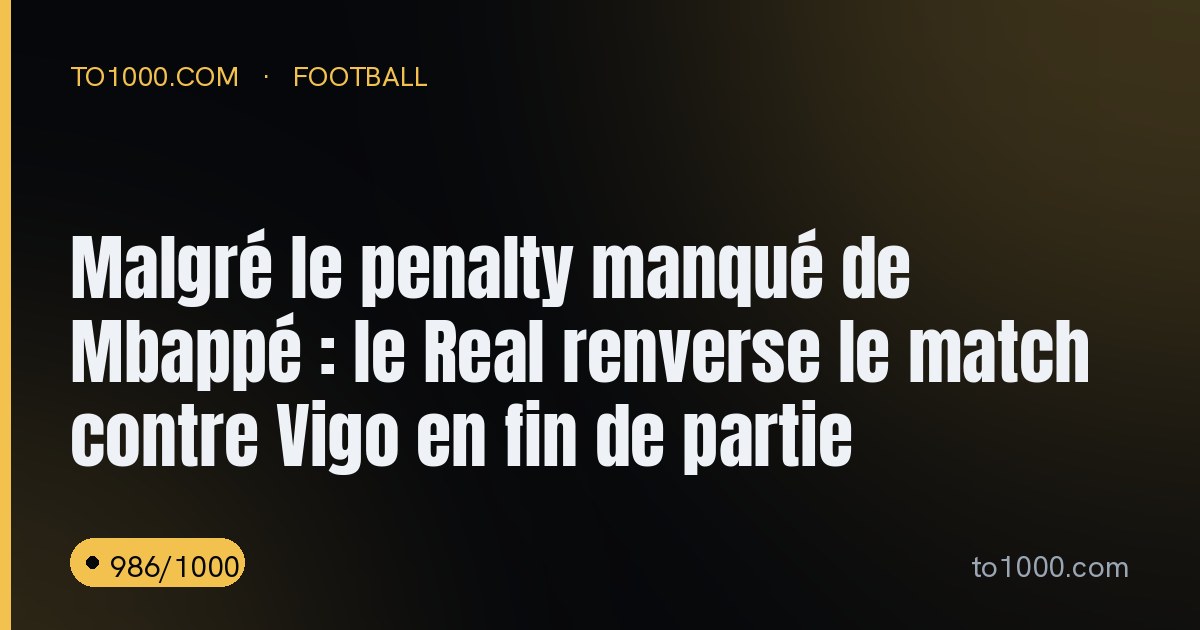 TO1000.COM · FOOTBALL
Malgré le penalty manqué de
Mbappé : le Real renverse le match
contre Vigo en fin de partie
986/1000
to1000.com